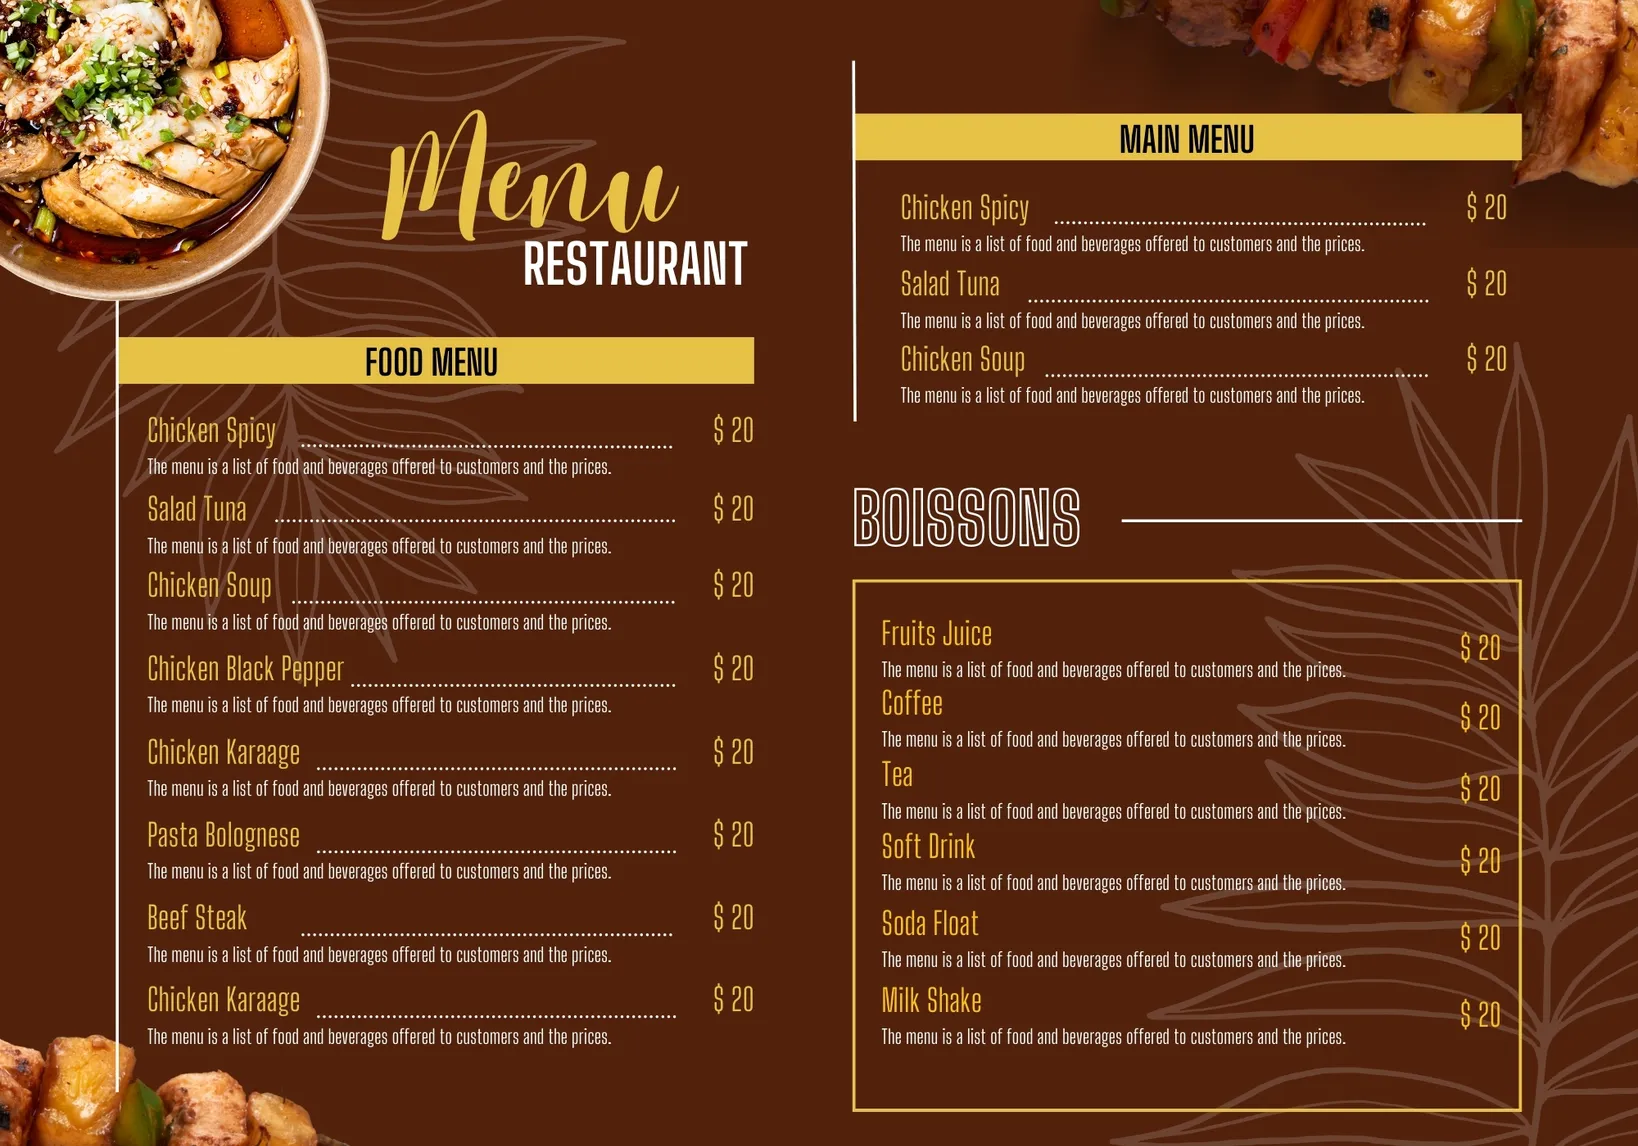 Menu
RESTAURANT
FOOD MENU
Chicken Spicy $ 20
The menu is a list of food and beverages offered to customers and the prices.
Salad Tuna $ 20
The menu is a list of food and beverages offered to customers and the prices.
Chicken Soup $ 20
The menu is a list of food and beverages offered to customers and the prices.
Chicken Black Pepper $ 20
The menu is a list of food and beverages offered to customers and the prices.
Chicken Karaage $ 20
The menu is a list of food and beverages offered to customers and the prices.
Pasta Bolognese $ 20
The menu is a list of food and beverages offered to customers and the prices.
Beef Steak $ 20
The menu is a list of food and beverages offered to customers and the prices.
Chicken Karaage $ 20
The menu is a list of food and beverages offered to customers and the prices.
MAIN MENU
Chicken Spicy $ 20
The menu is a list of food and beverages offered to customers and the prices.
Salad Tuna $ 20
The menu is a list of food and beverages offered to customers and the prices.
Chicken Soup $ 20
The menu is a list of food and beverages offered to customers and the prices.
BOISSONS
Fruits Juice $ 20
The menu is a list of food and beverages offered to customers and the prices.
Coffee $ 20
The menu is a list of food and beverages offered to customers and the prices.
Tea $ 20
The menu is a list of food and beverages offered to customers and the prices.
Soft Drink $ 20
The menu is a list of food and beverages offered to customers and the prices.
Soda Float $ 20
The menu is a list of food and beverages offered to customers and the prices.
Milk Shake $ 20
The menu is a list of food and beverages offered to customers and the prices.